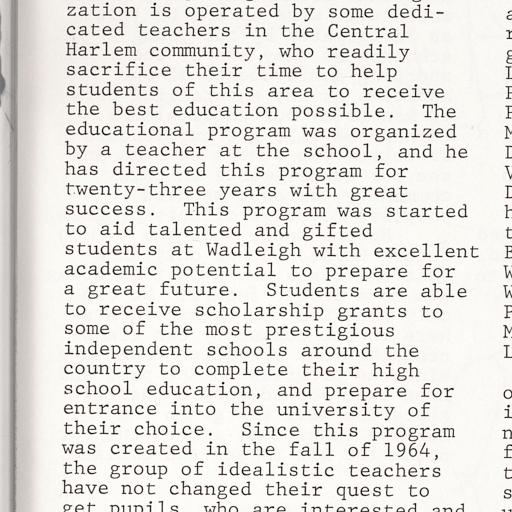 zation is operated by some dedi-
cated teachers in the Central
Harlem community, who readily
sacrifice their time to help
students of this area to receive
the best education possible.  The
educational program was organized
by a teacher at the school, and he
has directed this program for
twenty-three years with great
success.  This program was started
to aid talented and gifted
students at Wadleigh with excellent
academic potential to prepare for
a great future.  Students are able
to receive scholarship grants to
some of the most prestigious
independent schools around the
country to complete their high
school education, and prepare for
entrance into the university of
their choice.  Since this program
was created in the fall of 1964,
the group of idealistic teachers
have not changed their quest to
get pupils, who are interested and